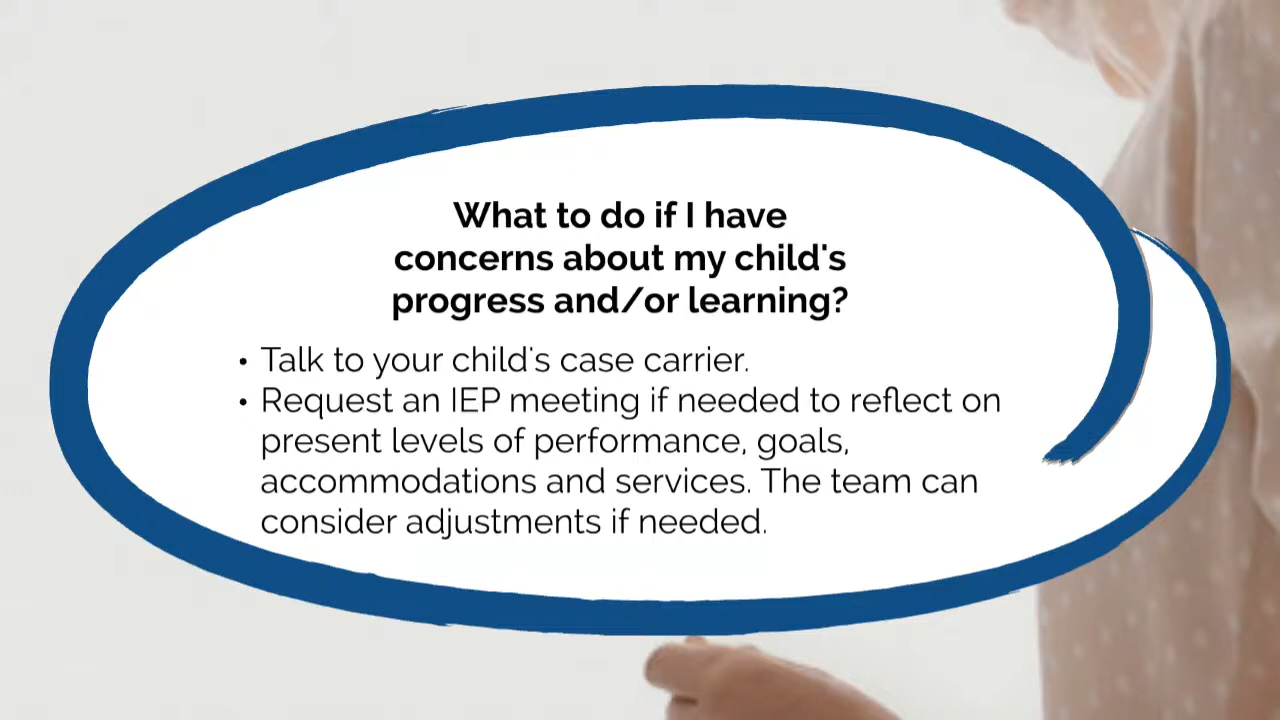 What to do if I have
concerns about my child's
progress and/or learning?
• Talk to your child's case carrier.
• Request an IEP meeting if needed to reflect on
present levels of performance, goals,
accommodations and services. The team can
consider adjustments if needed.